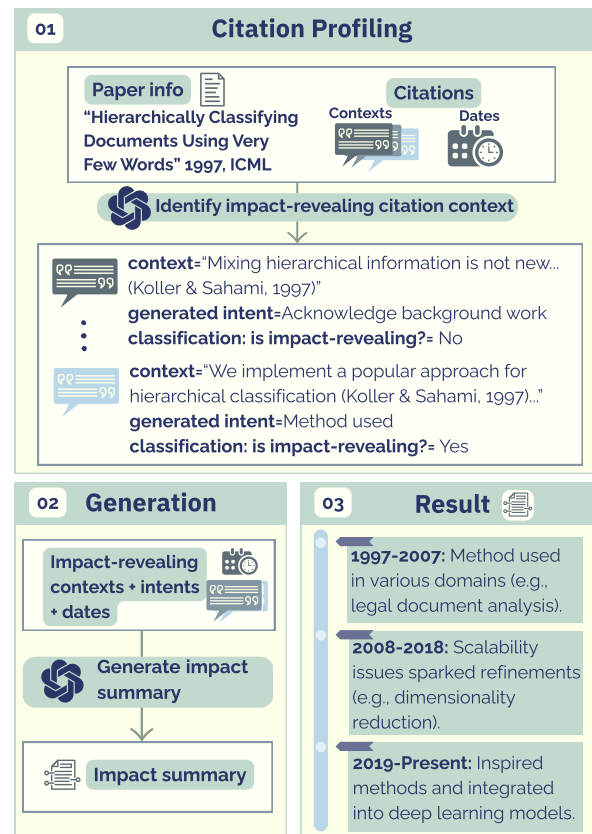 01
Citation Profiling
Paper info
"Hierarchically Classifying
Documents Using Very
Few Words" 1997, ICML
Citations
Contexts
Dates
Identify impact-revealing citation context
context="Mixing hierarchical information is not new...
(Koller & Sahami, 1997)"
generated intent=Acknowledge background work
classification: is impact-revealing?= No
context="We implement a popular approach for
hierarchical classification (Koller & Sahami, 1997)..."
generated intent=Method used
classification: is impact-revealing?= Yes
02
Generation
Impact-revealing
contexts + intents
+ dates
Generate impact
summary
Impact summary
03
Result
1997-2007: Method used
in various domains (e.g.,
legal document analysis).
2008-2018: Scalability
issues sparked refinements
(e.g., dimensionality
reduction).
2019-Present: Inspired
methods and integrated
into deep learning models.